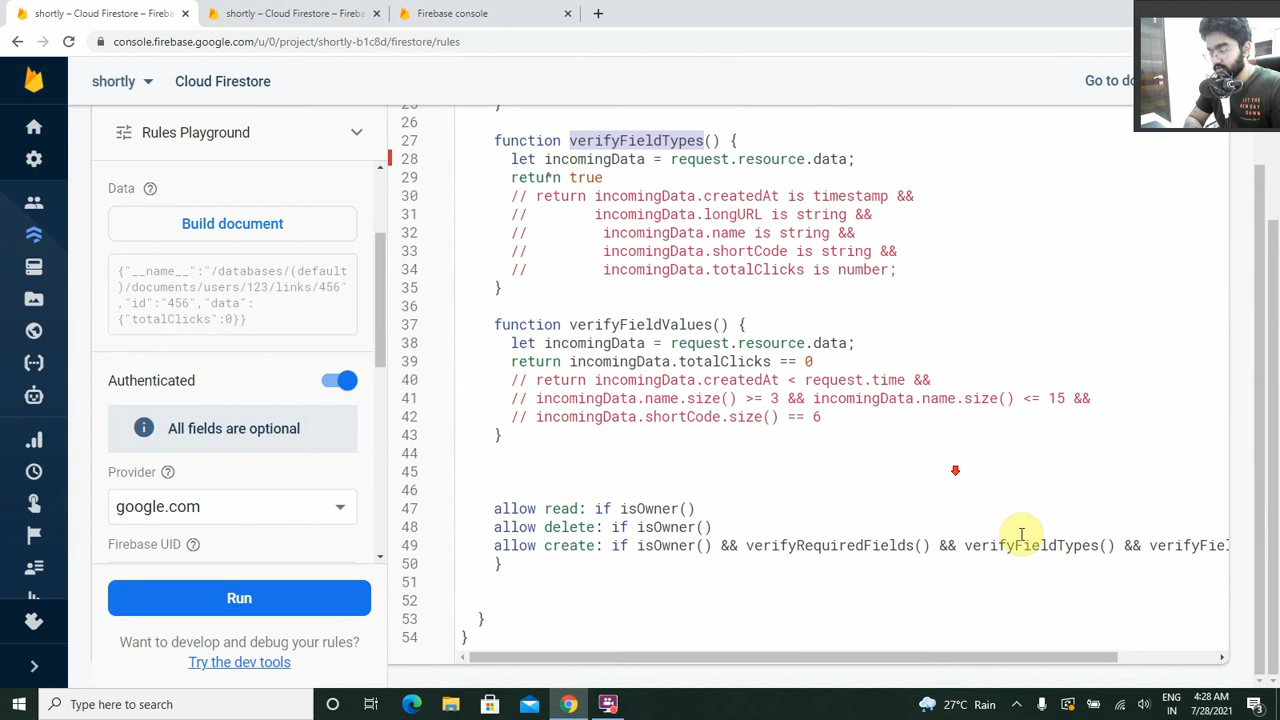 shortly – Cloud Firestore – Fireb
shortly – Cloud Firestore – Fireb
Firebase console
console.firebase.google.com/u/0/project/shortly-b1c8d/firestore/rules
shortly
Cloud Firestore
Go to do
Rules Playground
Data
Build document
{"__name__":"/databases/(default
)/documents/users/123/links/456"
,"id":"456","data":
{"totalClicks":0}}
Authenticated
All fields are optional
Provider
google.com
Firebase UID
Run
Want to develop and debug your rules?
Try the dev tools
25 }
26
27 function verifyFieldTypes() {
28 let incomingData = request.resource.data;
29 return true
30 // return incomingData.createdAt is timestamp &&
31 // incomingData.longURL is string &&
32 // incomingData.name is string &&
33 // incomingData.shortCode is string &&
34 // incomingData.totalClicks is number;
35 }
36
37 function verifyFieldValues() {
38 let incomingData = request.resource.data;
39 return incomingData.totalClicks == 0
40 // return incomingData.createdAt < request.time &&
41 // incomingData.name.size() >= 3 && incomingData.name.size() <= 15 &&
42 // incomingData.shortCode.size() == 6
43 }
44
45
46
47 allow read: if isOwner()
48 allow delete: if isOwner()
49 allow create: if isOwner() && verifyRequiredFields() && verifyFieldTypes() && verifyFiel
50 }
51
52
53 }
54 }
Type here to search
27°C Rain
ENG
IN
4:28 AM
7/28/2021
3